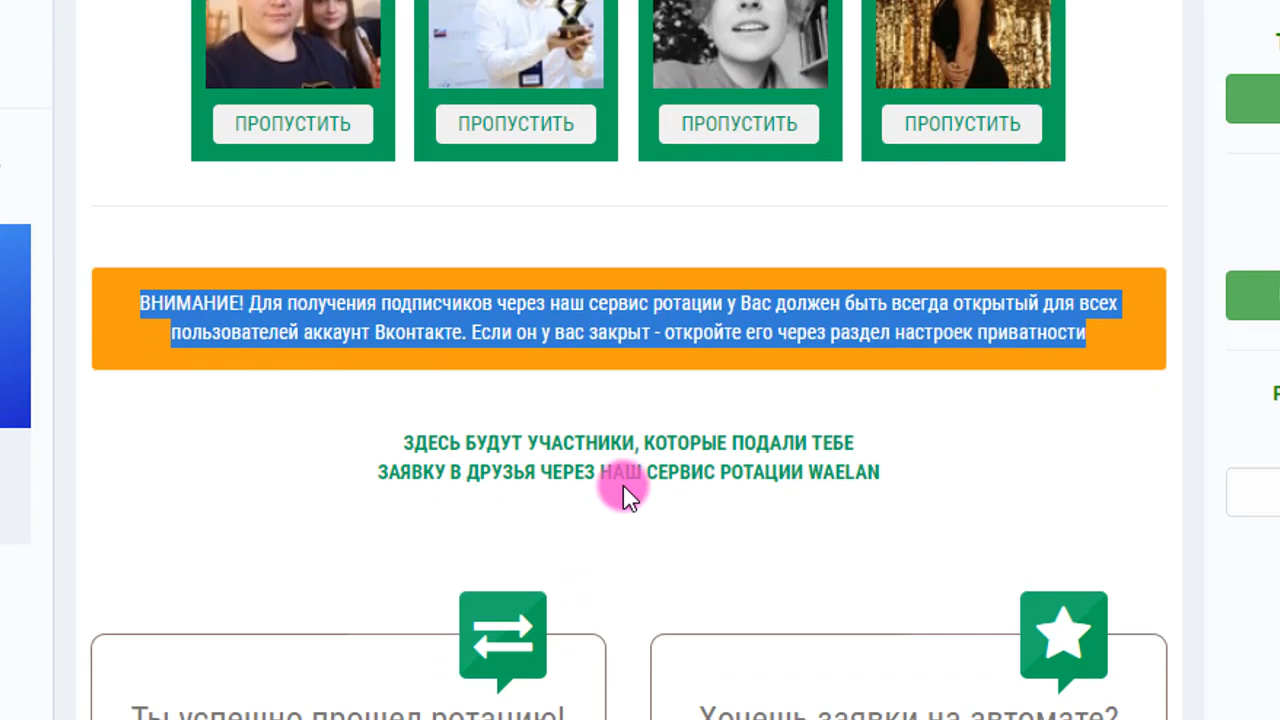 ПРОПУСТИТЬ ПРОПУСТИТЬ ПРОПУСТИТЬ ПРОПУСТИТЬ
ВНИМАНИЕ! Для получения подписчиков через наш сервис ротации у Вас должен быть всегда открытый для всех
пользователей аккаунт Вконтакте. Если он у вас закрыт - откройте его через раздел настроек приватности
ЗДЕСЬ БУДУТ УЧАСТНИКИ, КОТОРЫЕ ПОДАЛИ ТЕБЕ
ЗАЯВКУ В ДРУЗЬЯ ЧЕРЕЗ НАШ СЕРВИС РОТАЦИИ WAELAN
Ты успешно прошел ротацию! Хочешь заявки на автомате?